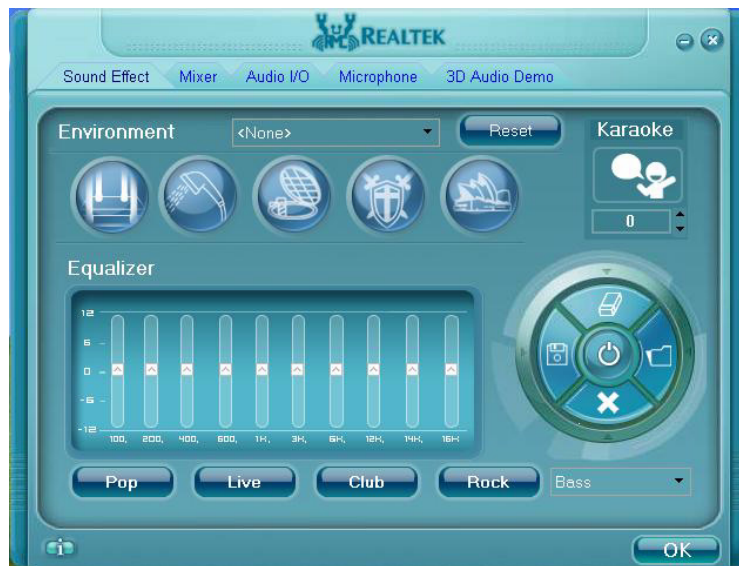 REALTEK
Sound Effect Mixer Audio I/O Microphone 3D Audio Demo
Environment <None> Reset Karaoke
0
Equalizer
12
6
0
-6
-12
100, 200, 400, 600, 1K, 3K, 6K, 12K, 14K, 16K
Pop Live Club Rock Bass
i OK